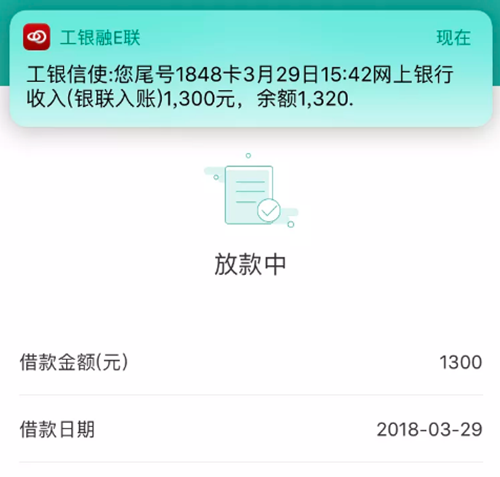 工银融E联 现在
工银信使:您尾号1848卡3月29日15:42网上银行
收入(银联入账)1,300元，余额1,320.
放款中
借款金额(元) 1300
借款日期 2018-03-29